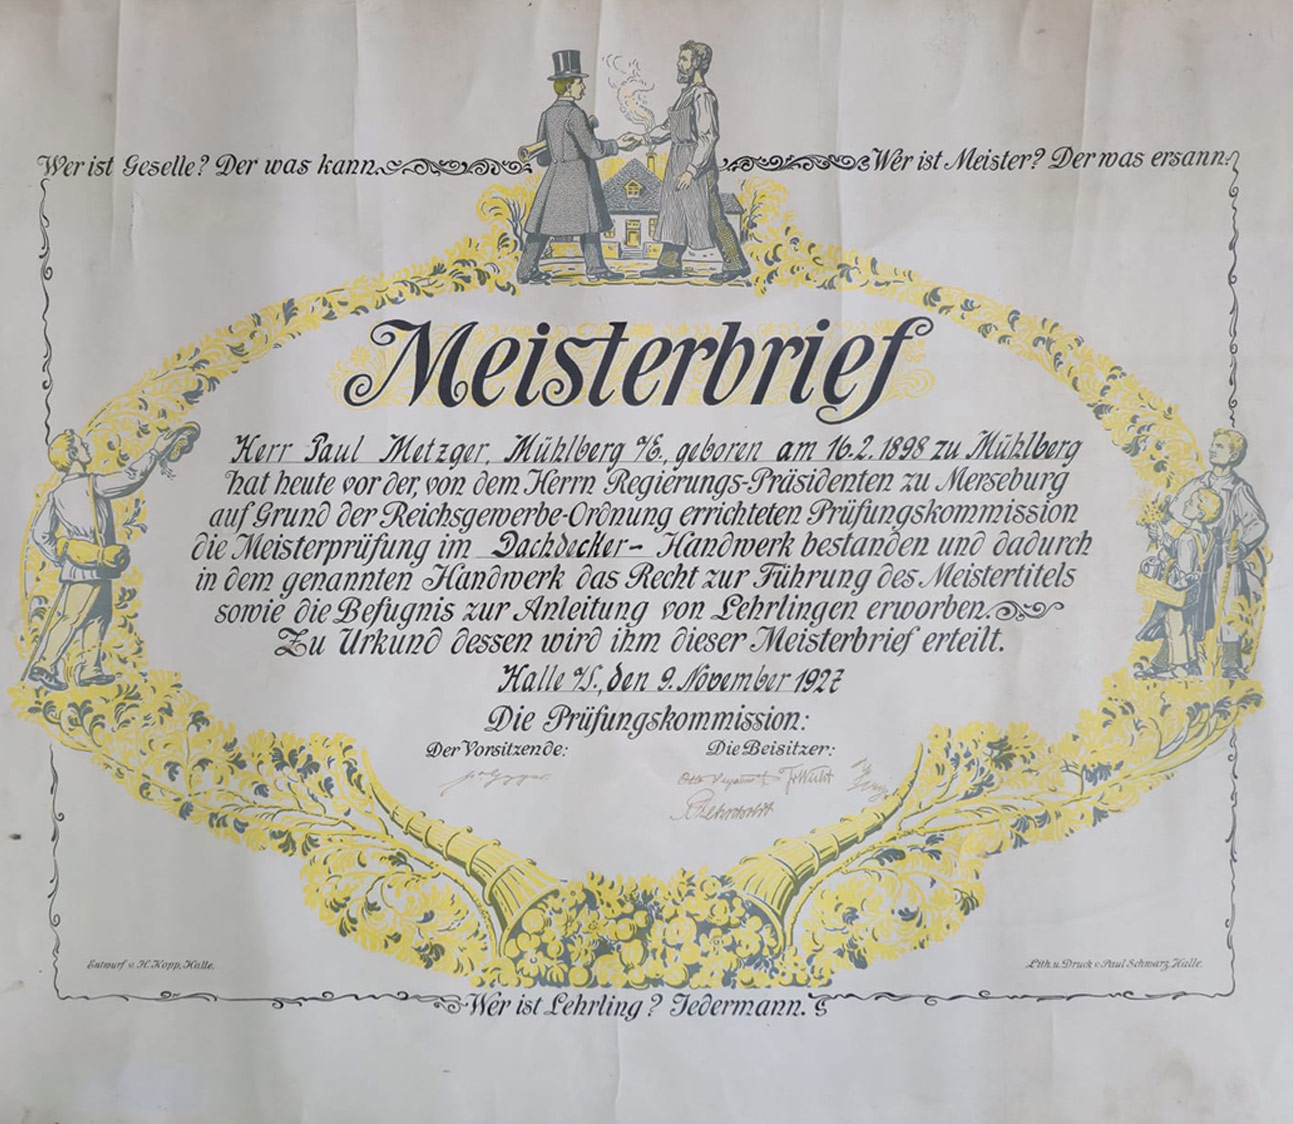 Wer ist Geselle? Der was kann.
Wer ist Meister? Der was ersann.
Meisterbrief
Herr Paul Metzger, Mühlberg a/E., geboren am 16.2.1898 zu Mühlberg
hat heute vor der, von dem Herrn Regierungs-Präsidenten zu Merseburg
auf Grund der Reichsgewerbe-Ordnung errichteten Prüfungskommission
die Meisterprüfung im Dachdecker- Handwerk bestanden und dadurch
in dem genannten Handwerk das Recht zur Führung des Meistertitels
sowie die Befugnis zur Anleitung von Lehrlingen erworben.
Zu Urkund dessen wird ihm dieser Meisterbrief erteilt.
Halle a/S., den 9. November 1927
Die Prüfungskommission:
Der Vorsitzende:
Die Beisitzer:
Entwurf v. H. Kopp, Halle.
Lith. u. Druck v. Paul Schwarz, Halle.
Wer ist Lehrling? Jedermann.